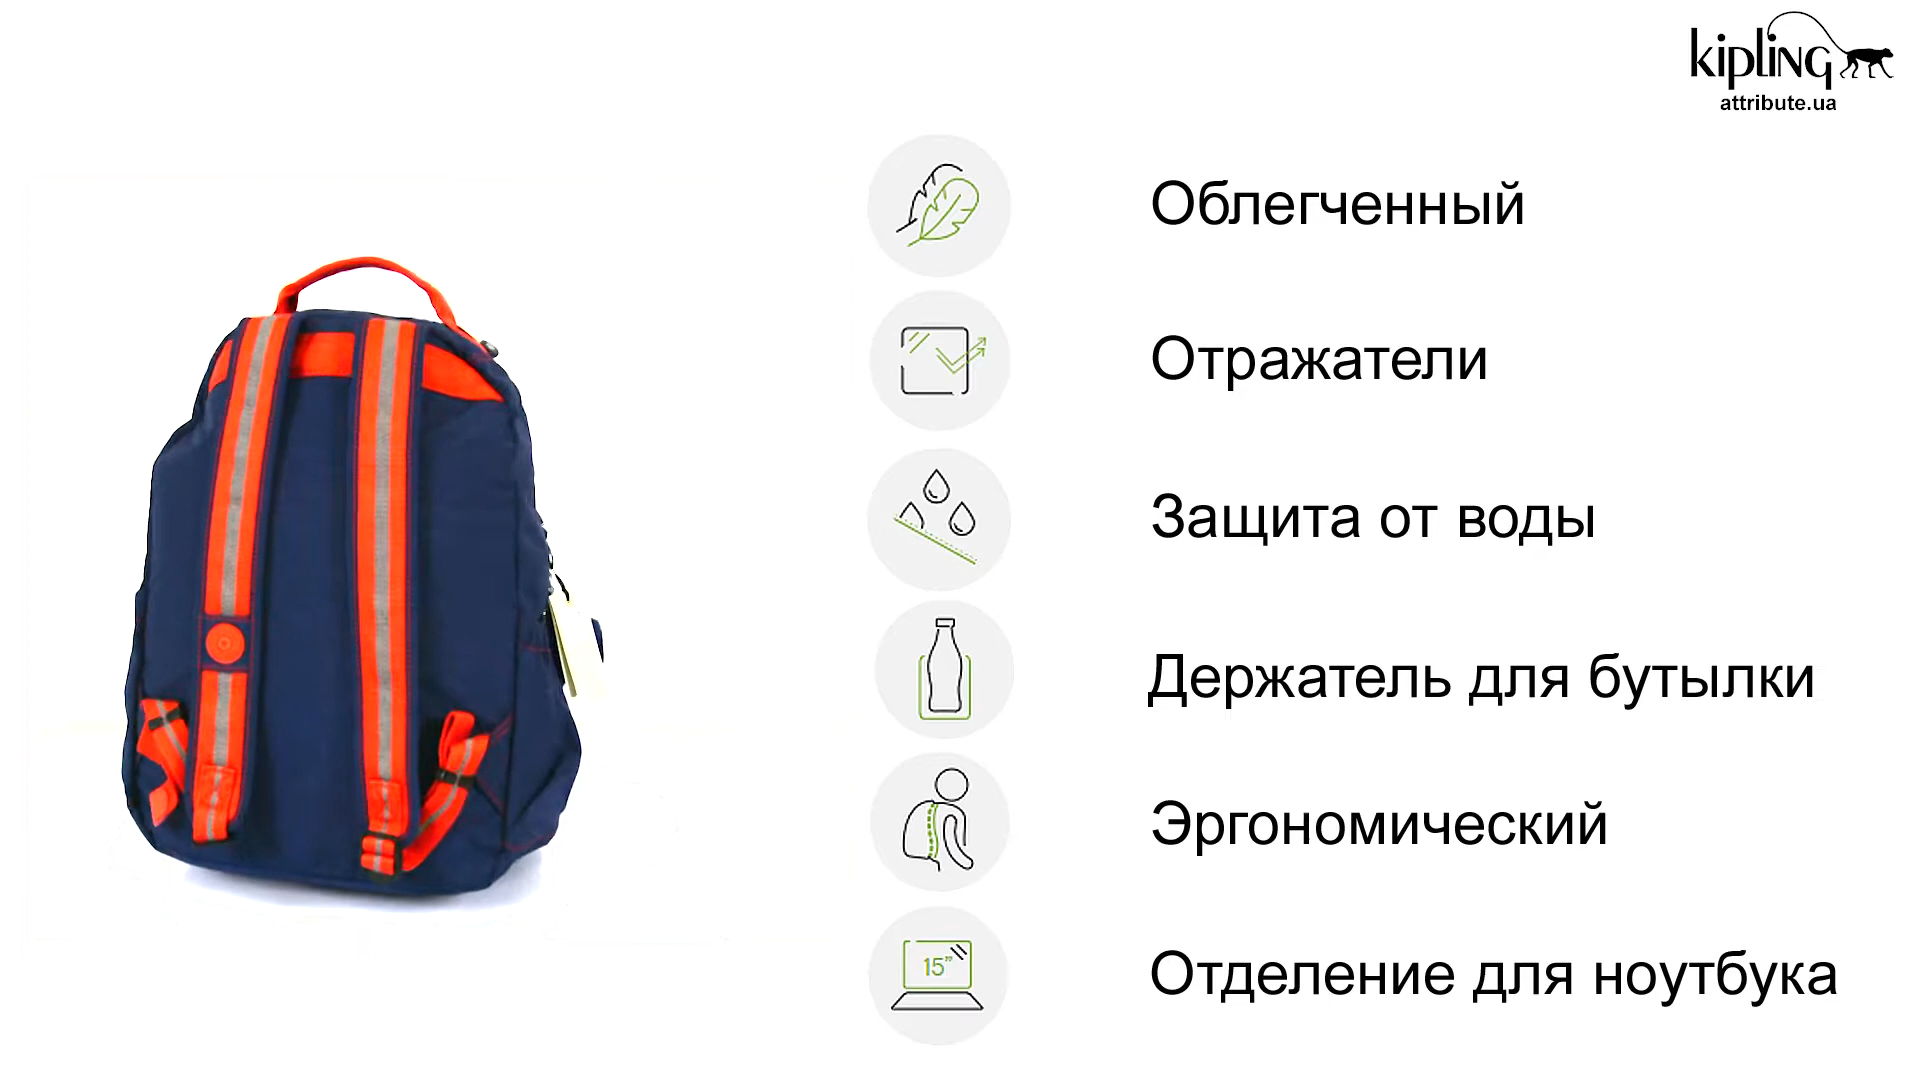 kipling
attribute.ua
Облегченный
Отражатели
Защита от воды
Держатель для бутылки
Эргономический
15"
Отделение для ноутбука